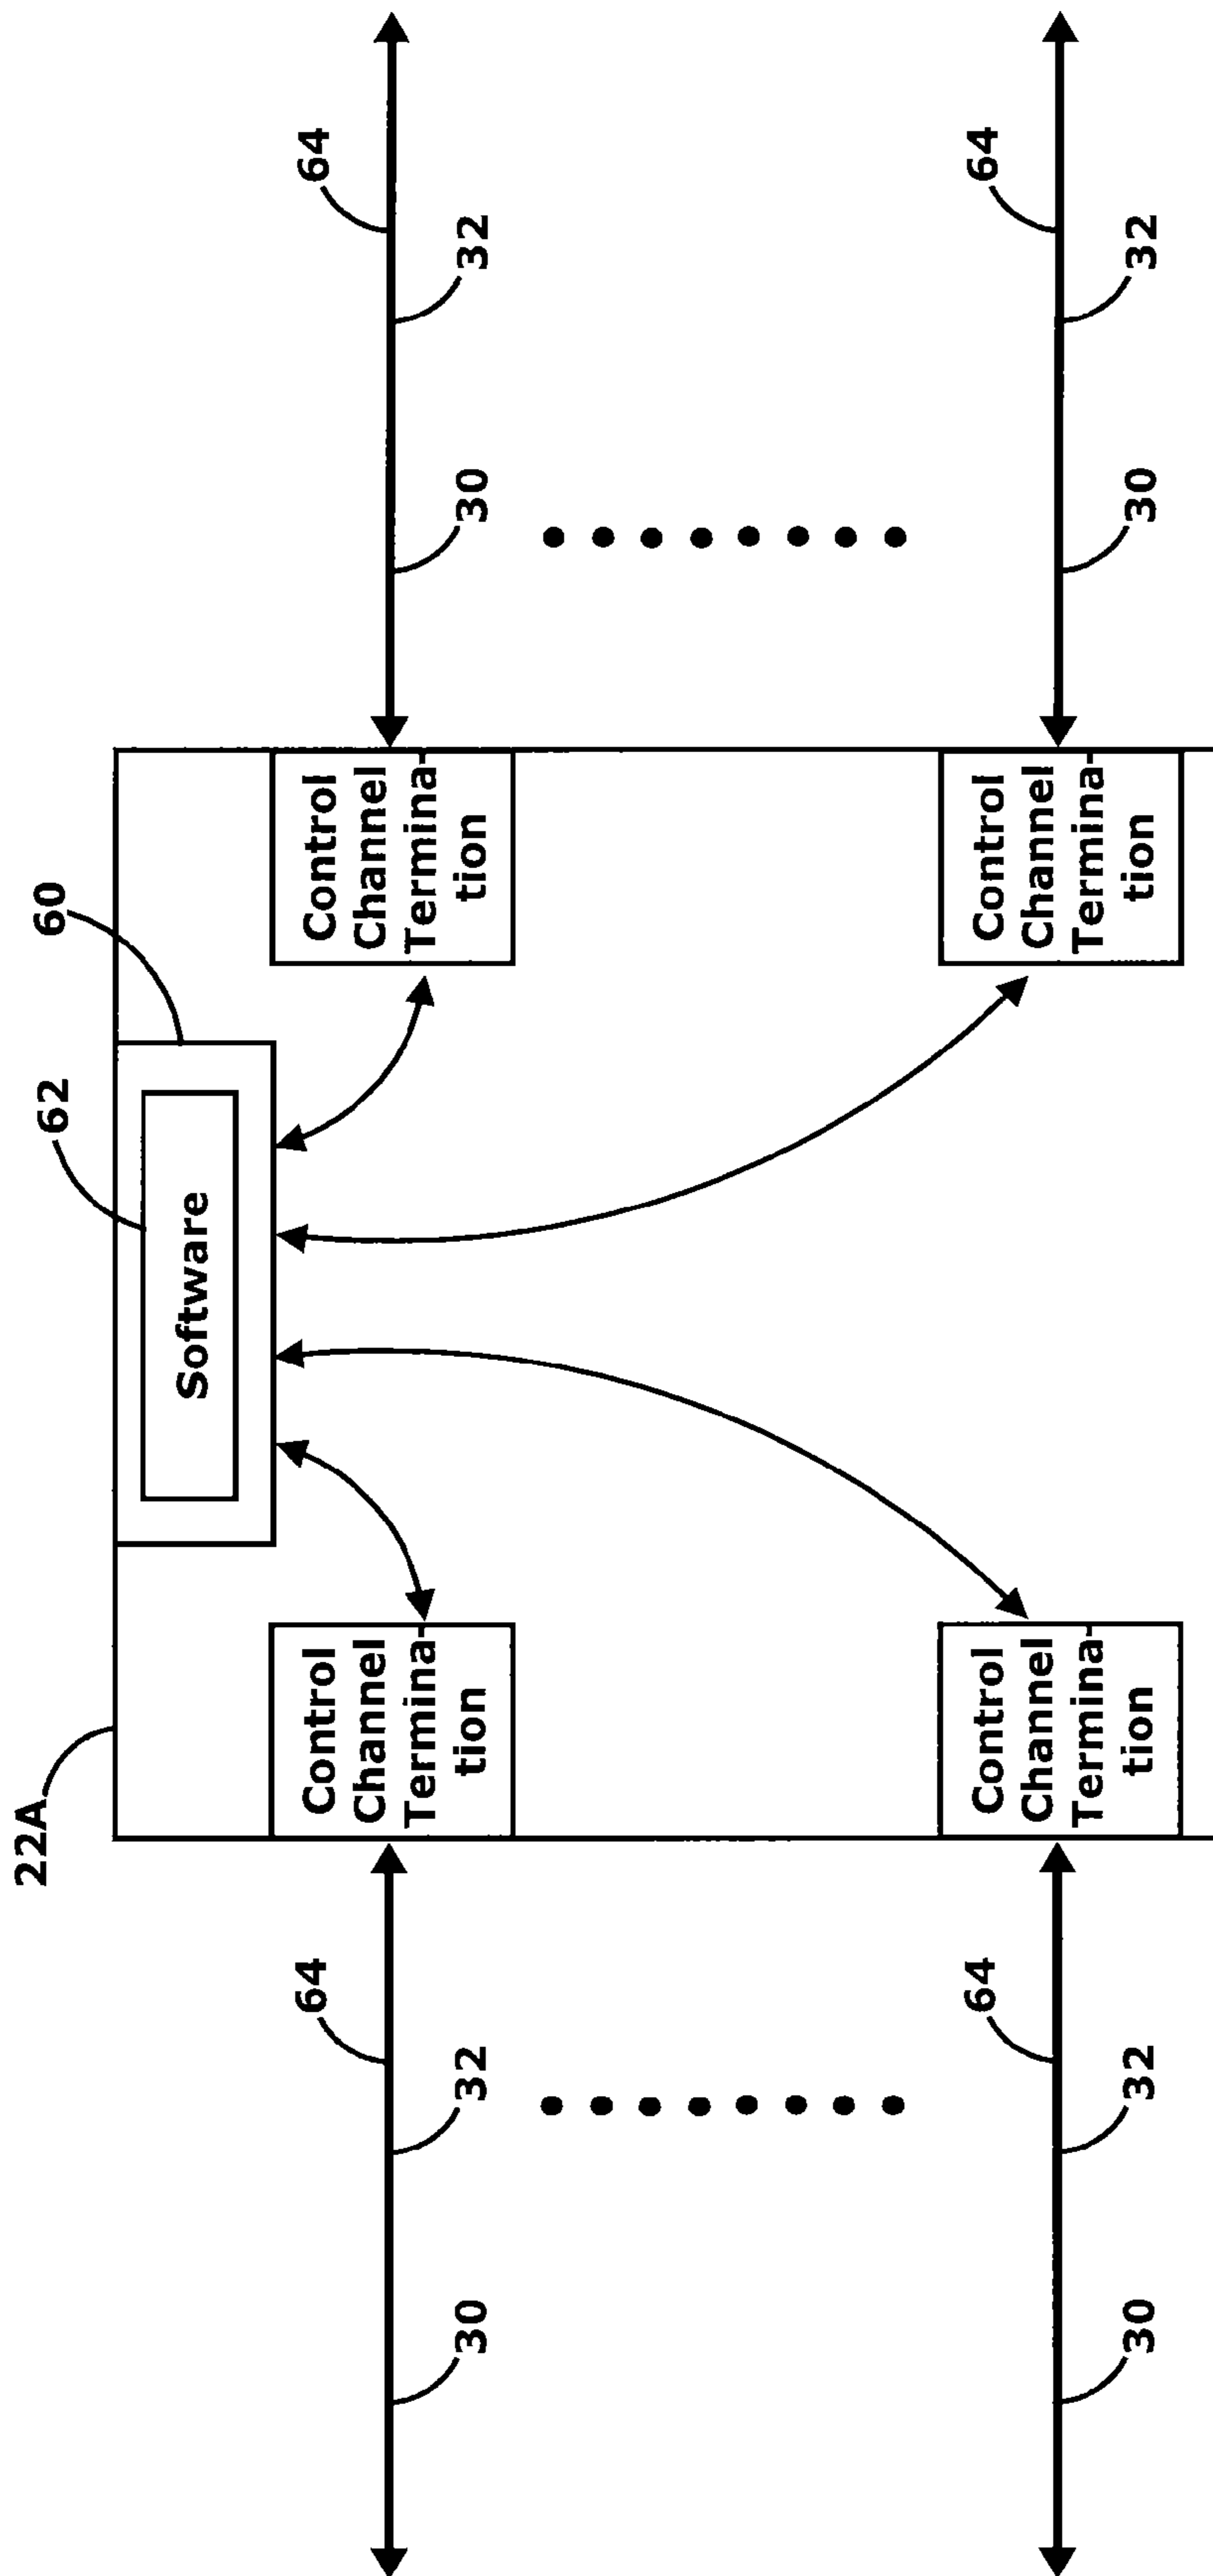 22A
62
60
Software
64
32
30
Control
Channel
Termina-
tion
Control
Channel
Termina-
tion
64
30
32
64
32
30
Control
Channel
Termina-
tion
Control
Channel
Termina-
tion
64
30
32